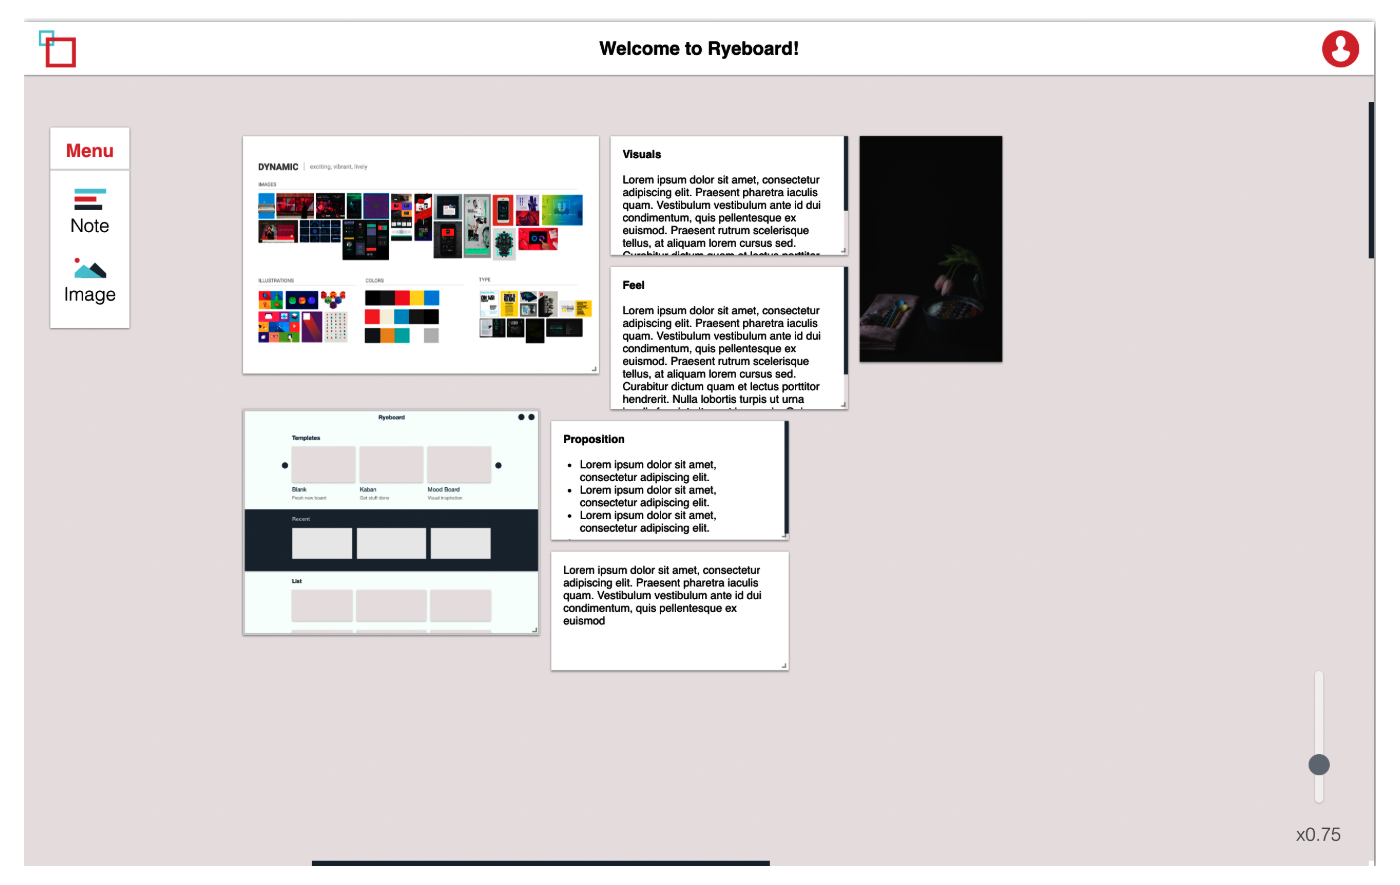 Welcome to Ryeboard!
Menu
Note
Image
DYNAMIC | exciting, vibrant, lively
IMAGES
ILLUSTRATIONS
COLORS
TYPE
Visuals
Lorem ipsum dolor sit amet, consectetur
adipiscing elit. Praesent pharetra iaculis
quam. Vestibulum vestibulum ante id dui
condimentum, quis pellentesque ex
euismod. Praesent rutrum scelerisque
tellus, at aliquam lorem cursus sed.
Curabitur dictum quam et lectus porttitor
Feel
Lorem ipsum dolor sit amet, consectetur
adipiscing elit. Praesent pharetra iaculis
quam. Vestibulum vestibulum ante id dui
condimentum, quis pellentesque ex
euismod. Praesent rutrum scelerisque
tellus, at aliquam lorem cursus sed.
Curabitur dictum quam et lectus porttitor
hendrerit. Nulla lobortis turpis ut urna
Ryeboard
Templates
Blank
Fresh new board
Kaban
Get stuff done
Mood Board
Visual inspiration
Recent
List
Proposition
• Lorem ipsum dolor sit amet,
consectetur adipiscing elit.
• Lorem ipsum dolor sit amet,
consectetur adipiscing elit.
• Lorem ipsum dolor sit amet,
consectetur adipiscing elit.
Lorem ipsum dolor sit amet, consectetur
adipiscing elit. Praesent pharetra iaculis
quam. Vestibulum vestibulum ante id dui
condimentum, quis pellentesque ex
euismod
x0.75